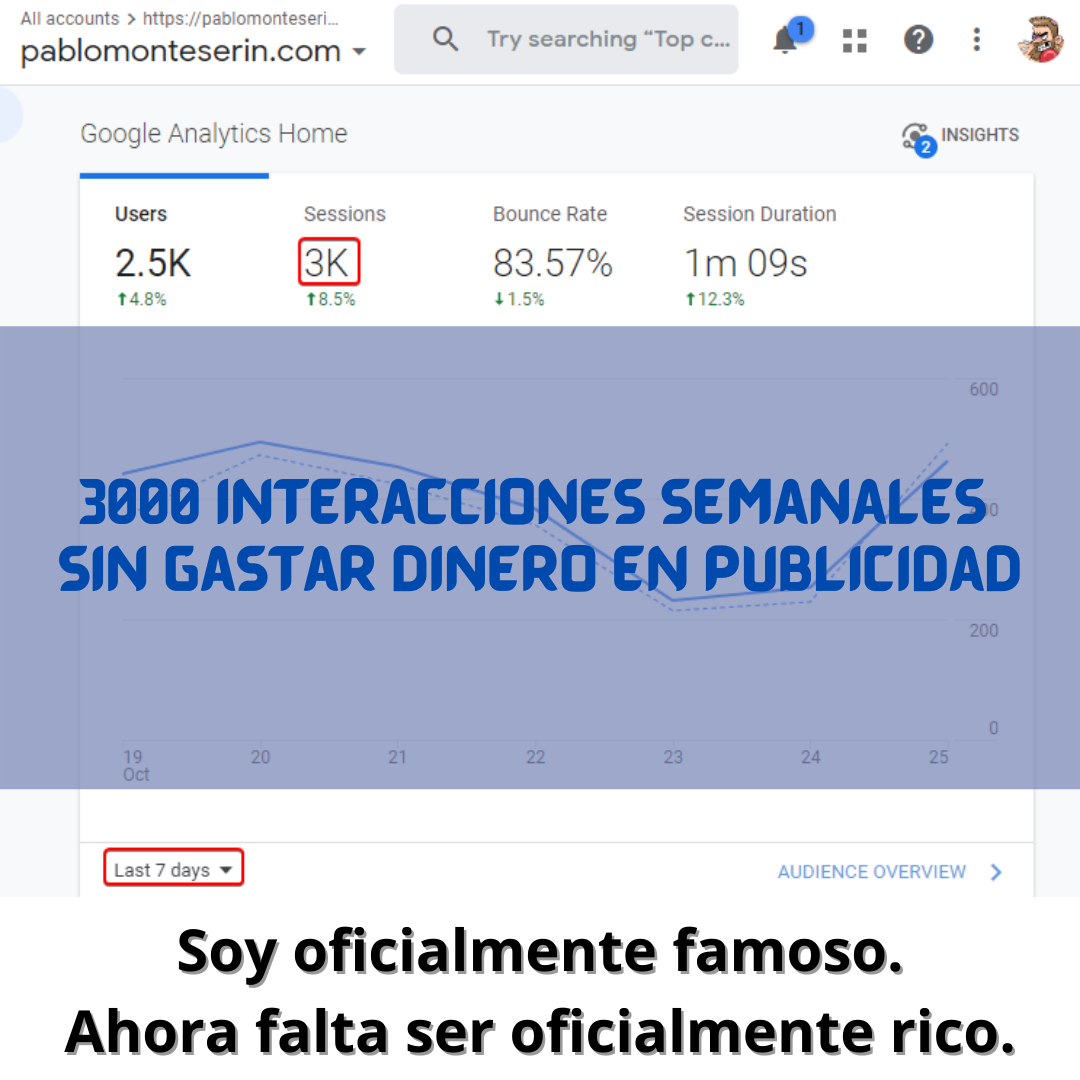 All accounts > https://pablomonteseri...
pablomonteserin.com
Try searching “Top c...
1
Google Analytics Home
2 INSIGHTS
Users Sessions Bounce Rate Session Duration
2.5K 3K 83.57% 1m 09s
4.8% 8.5% 1.5% 12.3%
600
3000 INTERACCIONES SEMANALES
400
SIN GASTAR DINERO EN PUBLICIDAD
200
0
19 20 21 22 23 24 25
Oct
Last 7 days
AUDIENCE OVERVIEW
Soy oficialmente famoso.
Ahora falta ser oficialmente rico.